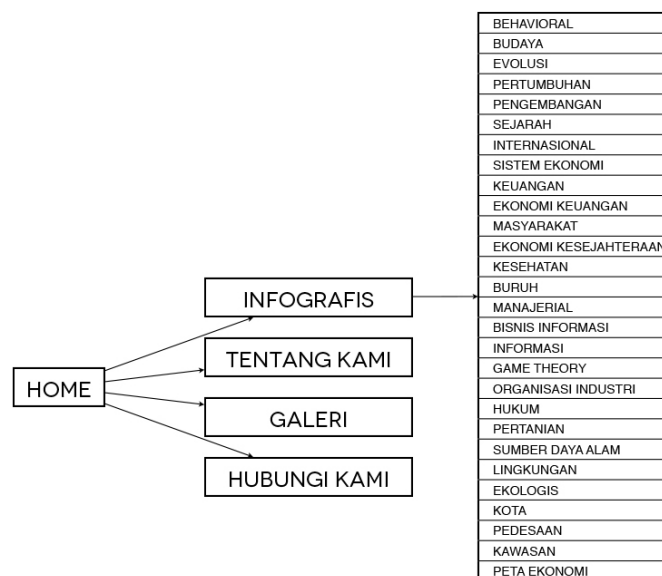 HOME
INFOGRAFIS
TENTANG KAMI
GALERI
HUBUNGI KAMI
BEHAVIORAL
BUDAYA
EVOLUSI
PERTUMBUHAN
PENGEMBANGAN
SEJARAH
INTERNASIONAL
SISTEM EKONOMI
KEUANGAN
EKONOMI KEUANGAN
MASYARAKAT
EKONOMI KESEJAHTERAAN
KESEHATAN
BURUH
MANAJERIAL
BISNIS INFORMASI
INFORMASI
GAME THEORY
ORGANISASI INDUSTRI
HUKUM
PERTANIAN
SUMBER DAYA ALAM
LINGKUNGAN
EKOLOGIS
KOTA
PEDESAAN
KAWASAN
PETA EKONOMI